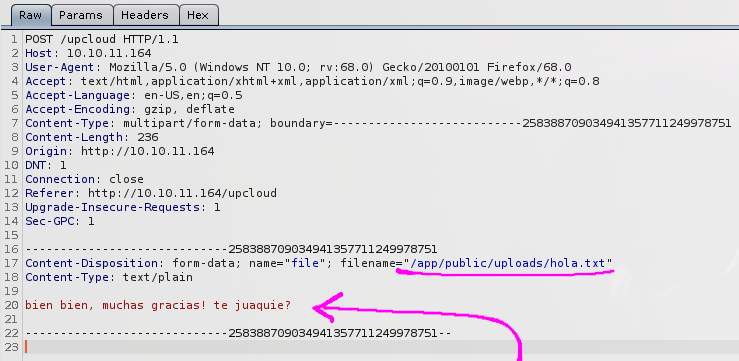 Raw Params Headers Hex
1 POST /upcloud HTTP/1.1
2 Host: 10.10.11.164
3 User-Agent: Mozilla/5.0 (Windows NT 10.0; rv:68.0) Gecko/20100101 Firefox/68.0
4 Accept: text/html,application/xhtml+xml,application/xml;q=0.9,image/webp,*/*;q=0.8
5 Accept-Language: en-US,en;q=0.5
6 Accept-Encoding: gzip, deflate
7 Content-Type: multipart/form-data; boundary=---------------------------258388709034941357711249978751
8 Content-Length: 236
9 Origin: http://10.10.11.164
10 DNT: 1
11 Connection: close
12 Referer: http://10.10.11.164/upcloud
13 Upgrade-Insecure-Requests: 1
14 Sec-GPC: 1
15
16 -----------------------------258388709034941357711249978751
17 Content-Disposition: form-data; name="file"; filename="/app/public/uploads/hola.txt"
18 Content-Type: text/plain
19
20 bien bien, muchas gracias! te juaquie?
21
22 -----------------------------258388709034941357711249978751--
23